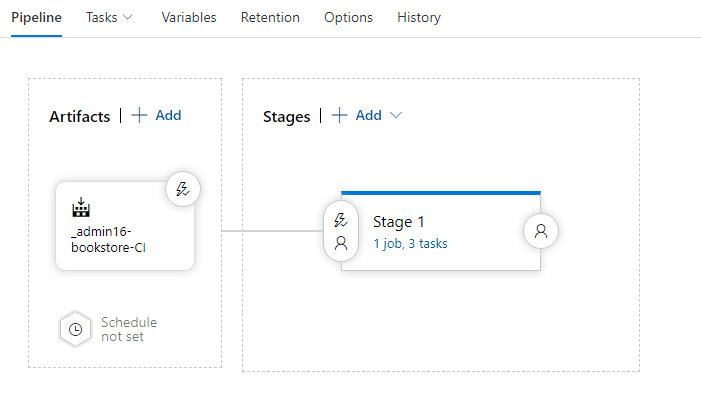 Pipeline Tasks Variables Retention Options History
Artifacts | + Add
Stages | + Add
_admin16-
bookstore-CI
Stage 1
1 job, 3 tasks
Schedule
not set